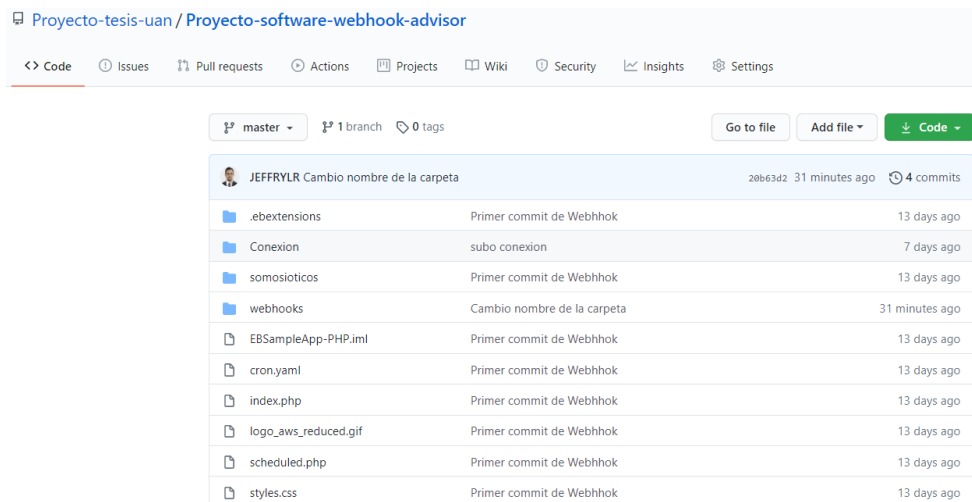 Proyecto-tesis-uan / Proyecto-software-webhook-advisor
<> Code Issues Pull requests Actions Projects Wiki Security Insights Settings
master 1 branch 0 tags Go to file Add file Code
JEFFRYLR Cambio nombre de la carpeta 20b63d2 31 minutes ago 4 commits
.ebextensions Primer commit de Webhhok 13 days ago
Conexion subo conexion 7 days ago
somosioticos Primer commit de Webhhok 13 days ago
webhooks Cambio nombre de la carpeta 31 minutes ago
EBSampleApp-PHP.iml Primer commit de Webhhok 13 days ago
cron.yaml Primer commit de Webhhok 13 days ago
index.php Primer commit de Webhhok 13 days ago
logo_aws_reduced.gif Primer commit de Webhhok 13 days ago
scheduled.php Primer commit de Webhhok 13 days ago
styles.css Primer commit de Webhhok 13 days ago